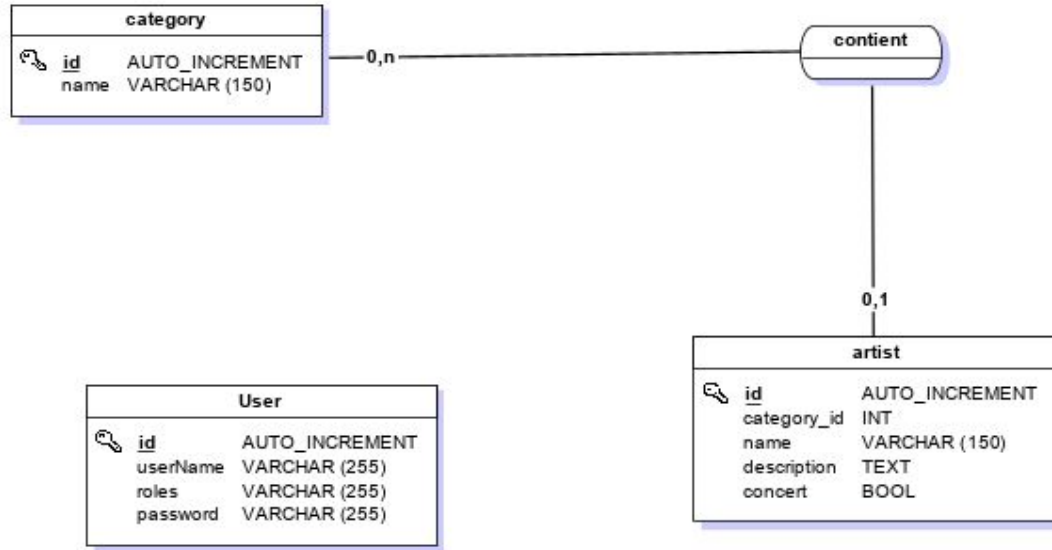 category
id AUTO_INCREMENT
name VARCHAR (150)
0,n
contient
0,1
artist
id AUTO_INCREMENT
category_id INT
name VARCHAR (150)
description TEXT
concert BOOL
User
id AUTO_INCREMENT
userName VARCHAR (255)
roles VARCHAR (255)
password VARCHAR (255)